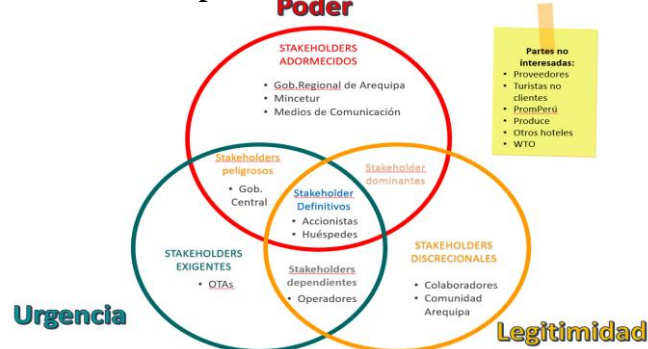 Poder
STAKEHOLDERS
ADORMECIDOS
• Gob.Regional de Arequipa
• Mincetur
• Medios de Comunicación
Partes no
interesadas:
• Proveedores
• Turistas no
clientes
• PromPerú
• Produce
• Otros hoteles
• WTO
Stakeholders
peligrosos
• Gob.
Central
Stakeholder
dominantes
Stakeholder
Definitivos
• Accionistas
• Huéspedes
STAKEHOLDERS
EXIGENTES
• OTAs
Stakeholders
dependientes
• Operadores
STAKEHOLDERS
DISCRECIONALES
• Colaboradores
• Comunidad
Arequipa
Urgencia
Legitimidad